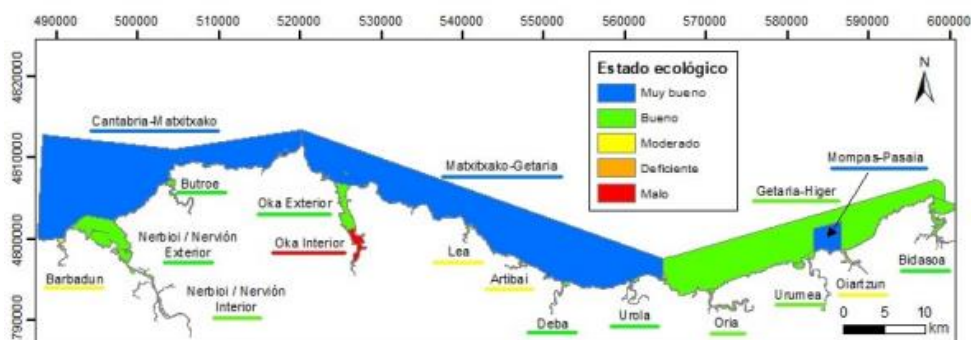 490000 500000 510000 520000 530000 540000 550000 560000 570000 580000 590000 600000
4820000
4810000
4800000
4790000
Estado ecológico
Muy bueno
Bueno
Moderado
Deficiente
Malo
N
Cantabria-Matxitxako
Matxitxako-Getaria
Mompas-Pasaia
Getaria-Higer
Butroe
Oka Exterior
Oka Interior
Nerbioi / Nervión
Exterior
Nerbioi / Nervión
Interior
Barbadun
Lea
Artibai
Deba
Urola
Oria
Urumea
Oiartzun
Bidasoa
0 5 10
km